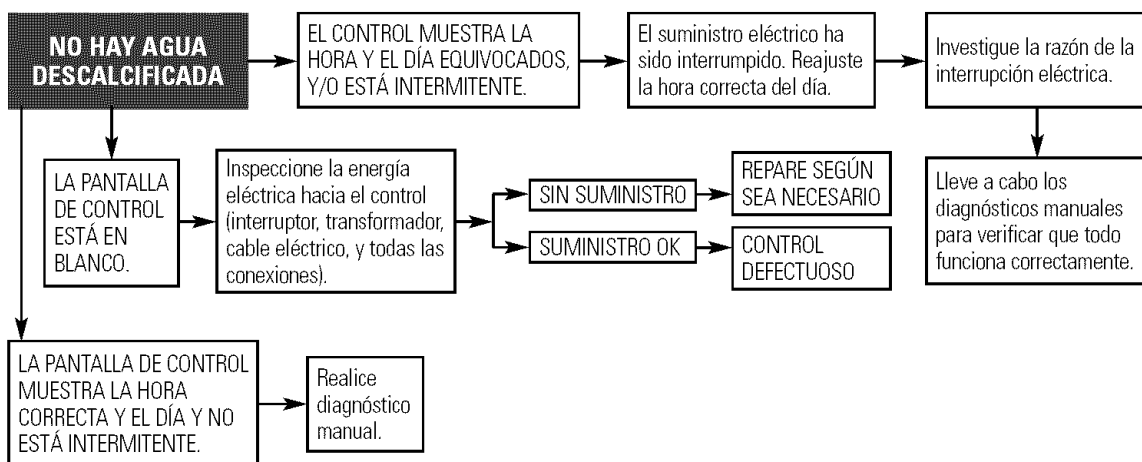 NO HAY AGUA
DESCALCIFICADA
EL CONTROL MUESTRA LA
HORA Y EL DÍA EQUIVOCADOS,
Y/O ESTÁ INTERMITENTE.
El suministro eléctrico ha
sido interrumpido. Reajuste
la hora correcta del día.
Investigue la razón de la
interrupción eléctrica.
Lleve a cabo los
diagnósticos manuales
para verificar que todo
funciona correctamente.
LA PANTALLA
DE CONTROL
ESTÁ EN
BLANCO.
Inspeccione la energía
eléctrica hacia el control
(interruptor, transformador,
cable eléctrico, y todas las
conexiones).
SIN SUMINISTRO
REPARE SEGÚN
SEA NECESARIO
SUMINISTRO OK
CONTROL
DEFECTUOSO
LA PANTALLA DE CONTROL
MUESTRA LA HORA
CORRECTA Y EL DÍA Y NO
ESTÁ INTERMITENTE.
Realice
diagnóstico
manual.